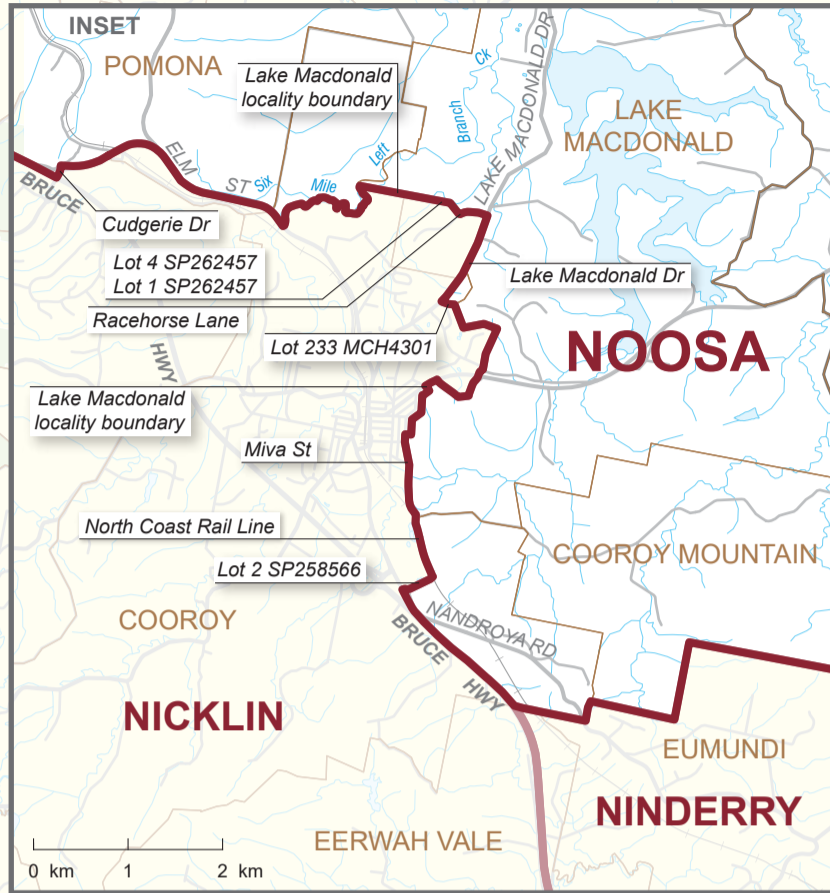 INSET
POMONA
Lake Macdonald
locality boundary
LAKE MACDONALD DR
LAKE
MACDONALD
Branch
Ck
Left
Mile
Six
ELM
ST
BRUCE
HWY
Cudgerie Dr
Lot 4 SP262457
Lot 1 SP262457
Racehorse Lane
Lake Macdonald Dr
Lot 233 MCH4301
NOOSA
Lake Macdonald
locality boundary
Miva St
North Coast Rail Line
COOROY MOUNTAIN
Lot 2 SP258566
COOROY
NANDROYA RD
BRUCE
HWY
NICKLIN
EUMUNDI
NINDERRY
EERWAH VALE
0 km 1 2 km